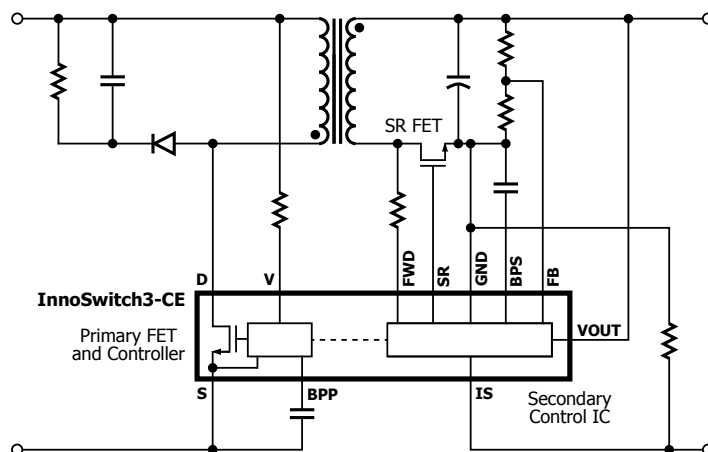 SR FET
D
V
FWD
SR
GND
BPS
FB
InnoSwitch3-CE
Primary FET
and Controller
VOUT
S
BPP
IS
Secondary
Control IC